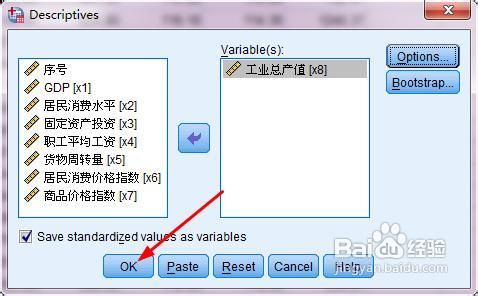 Descriptives
Variable(s):
序号
GDP [x1]
居民消费水平 [x2]
固定资产投资 [x3]
职工平均工资 [x4]
货物周转量 [x5]
居民消费价格指数 [x6]
商品价格指数 [x7]
工业总产值 [x8]
Options...
Bootstrap...
Save standardized values as variables
OK Paste Reset Cancel Help
Baidu 经验
jingyan.baidu.com